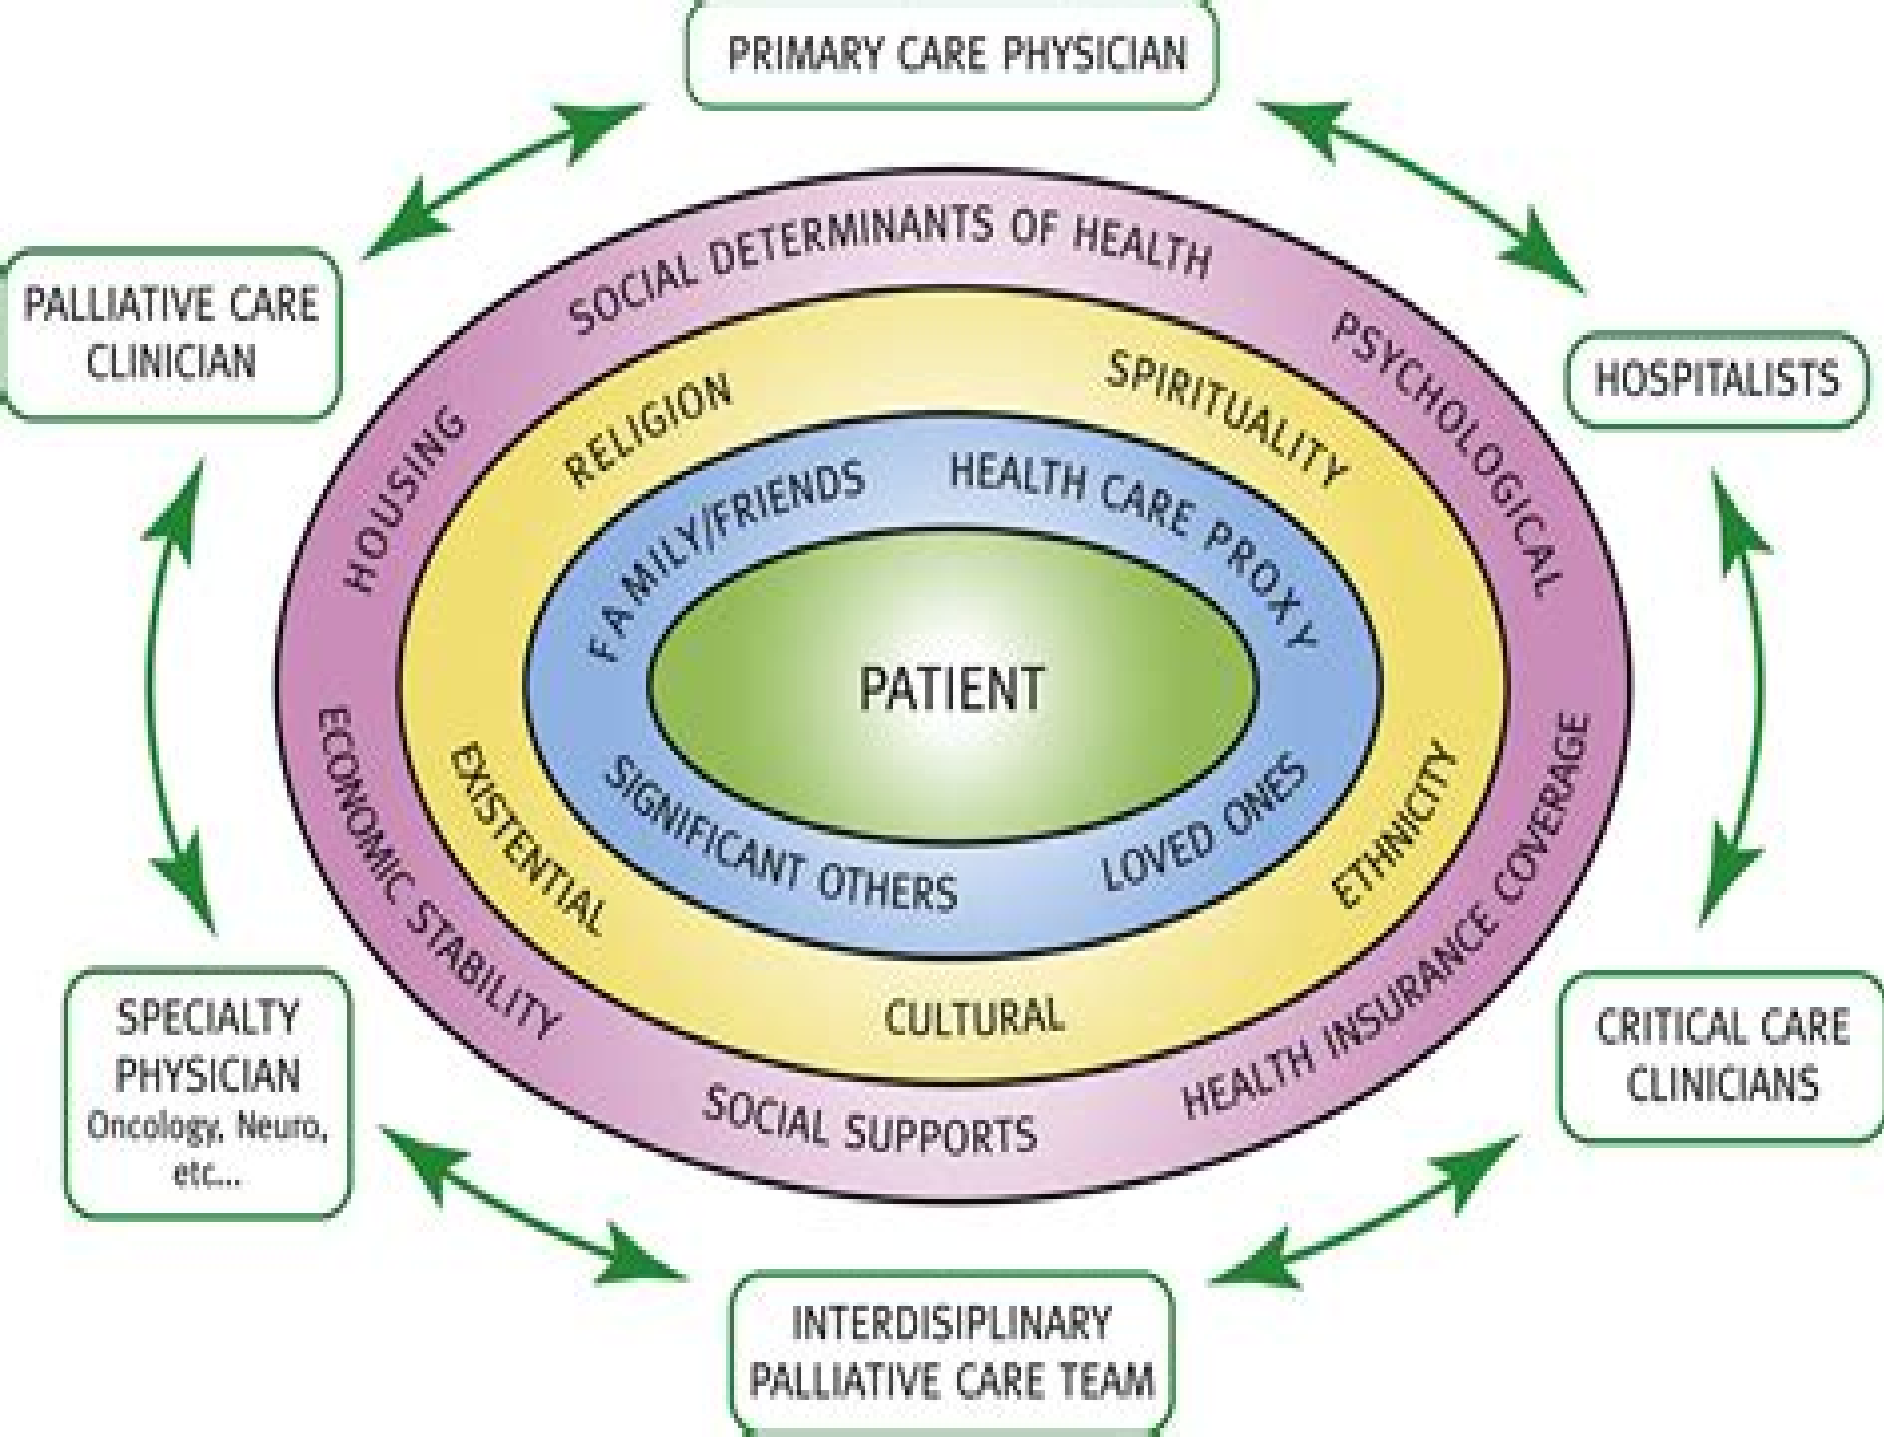 PRIMARY CARE PHYSICIAN
PALLIATIVE CARE
CLINICIAN
HOSPITALISTS
SOCIAL DETERMINANTS OF HEALTH
PSYCHOLOGICAL
HOUSING
RELIGION
SPIRITUALITY
FAMILY/FRIENDS
HEALTH CARE PROXY
PATIENT
SIGNIFICANT OTHERS
LOVED ONES
EXISTENTIAL
ETHNICITY
CULTURAL
ECONOMIC STABILITY
HEALTH INSURANCE COVERAGE
SOCIAL SUPPORTS
SPECIALTY
PHYSICIAN
Oncology, Neuro,
etc...
CRITICAL CARE
CLINICIANS
INTERDISIPLINARY
PALLIATIVE CARE TEAM